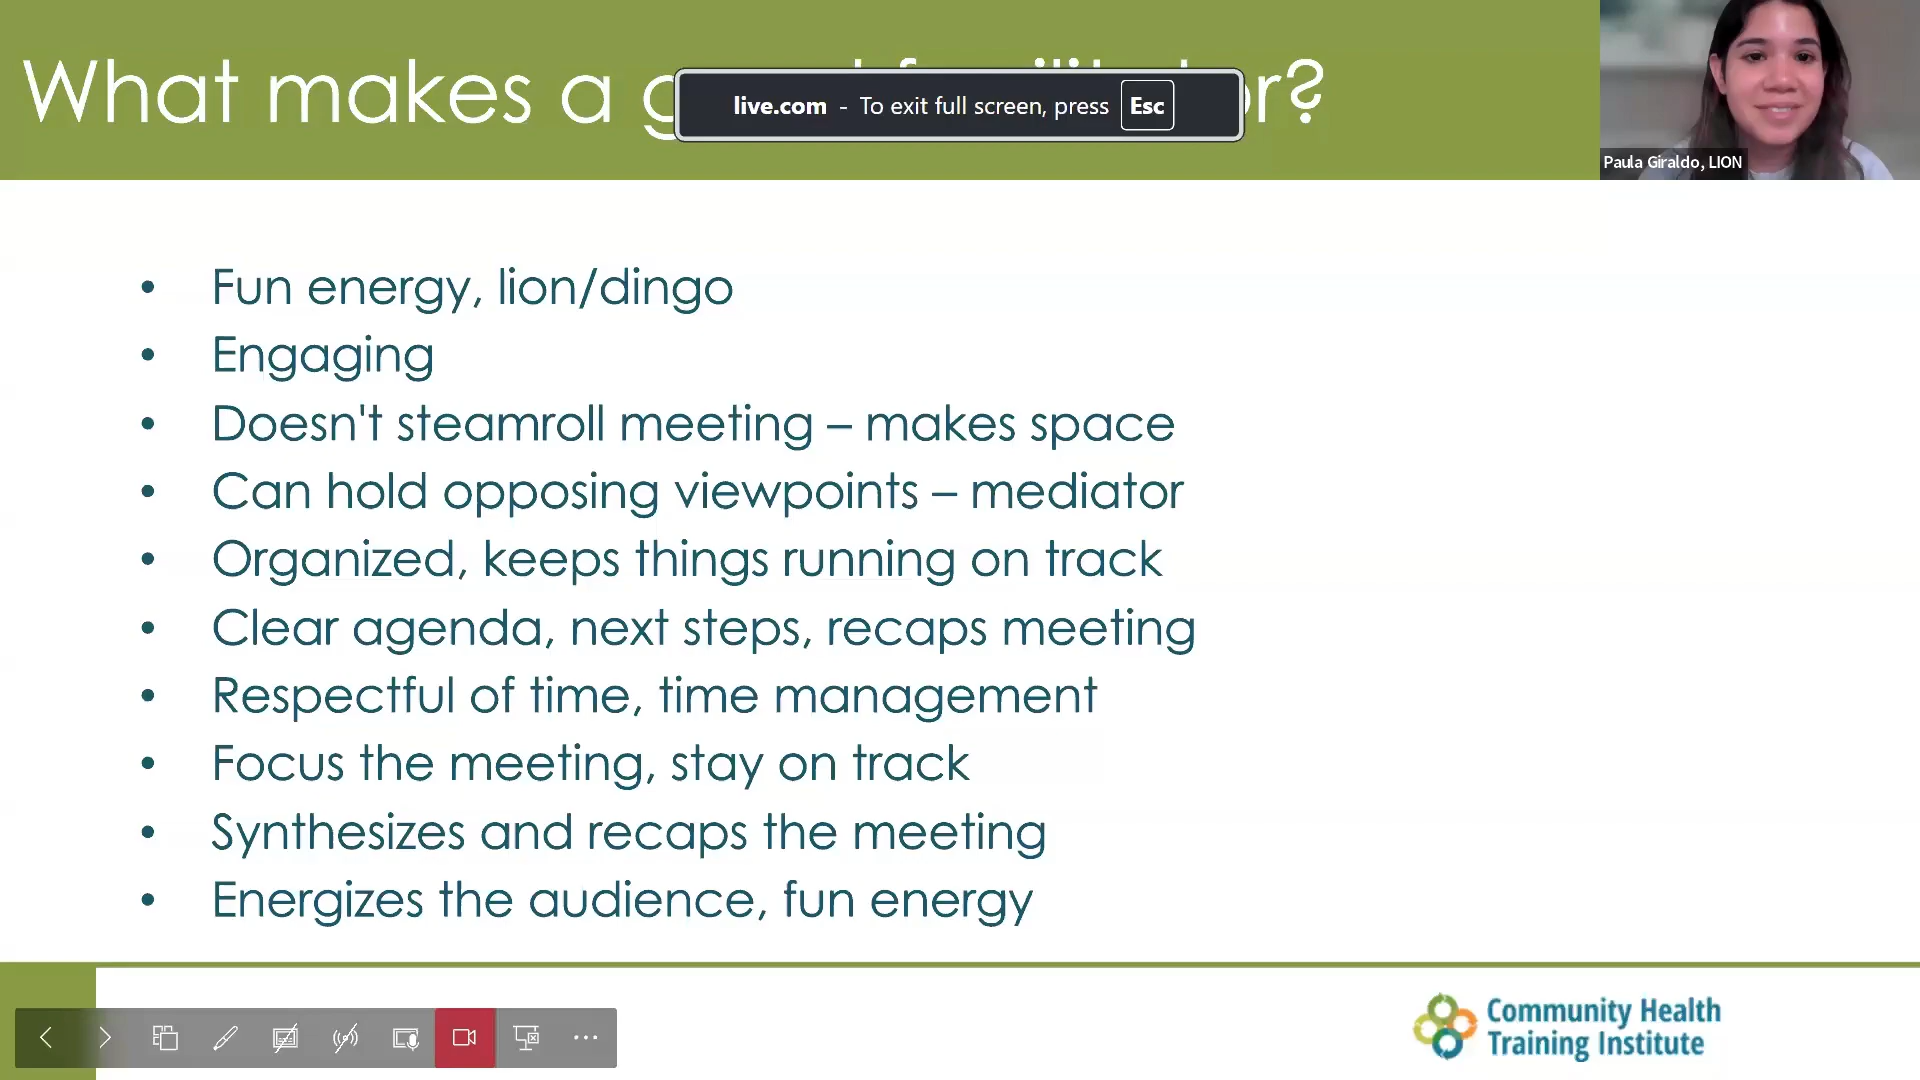 What makes a g r?
live.com - To exit full screen, press Esc
Paula Giraldo, LION
• Fun energy, lion/dingo
• Engaging
• Doesn't steamroll meeting – makes space
• Can hold opposing viewpoints – mediator
• Organized, keeps things running on track
• Clear agenda, next steps, recaps meeting
• Respectful of time, time management
• Focus the meeting, stay on track
• Synthesizes and recaps the meeting
• Energizes the audience, fun energy
Community Health
Training Institute